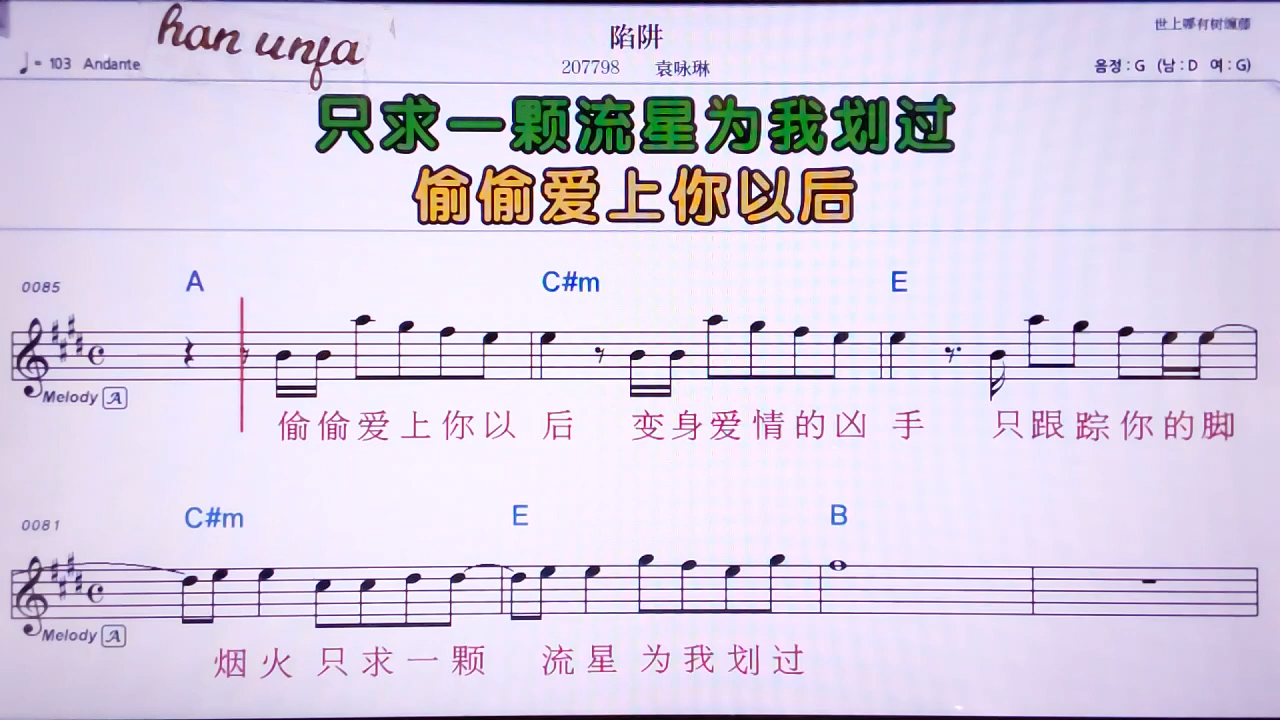 han unfa
陷阱
世上哪有树缠藤
♩= 103 Andante
207798 袁咏琳
음정 : G (남 : D 여 : G)
只求一颗流星为我划过
偷偷爱上你以后
0085
A C#m E
Melody A
偷偷爱上你以 后 变身爱情的凶 手 只跟踪你的脚
0081
C#m E B
Melody A
烟火 只求一颗 流星 为我划过